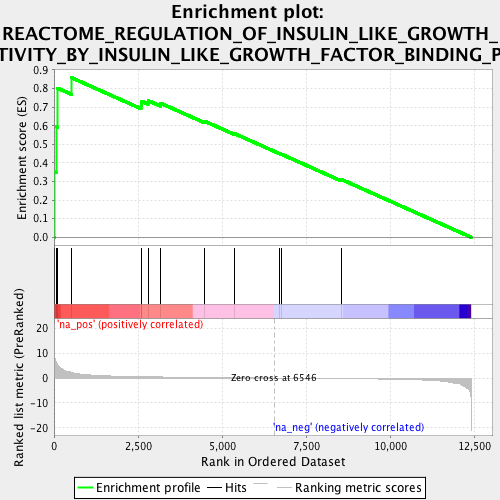 Enrichment plot:
REACTOME_REGULATION_OF_INSULIN_LIKE_GROWTH_
TIVITY_BY_INSULIN_LIKE_GROWTH_FACTOR_BINDING_P
Enrichment score (ES)
0.9
0.8
0.7
0.6
0.5
0.4
0.3
0.2
0.1
0.0
'na_pos' (positively correlated)
Ranked list metric (PreRanked)
20
10
0
-10
-20
Zero cross at 6546
'na_neg' (negatively correlated)
0
2,500
5,000
7,500
10,000
12,500
Rank in Ordered Dataset
Enrichment profile
Hits
Ranking metric scores